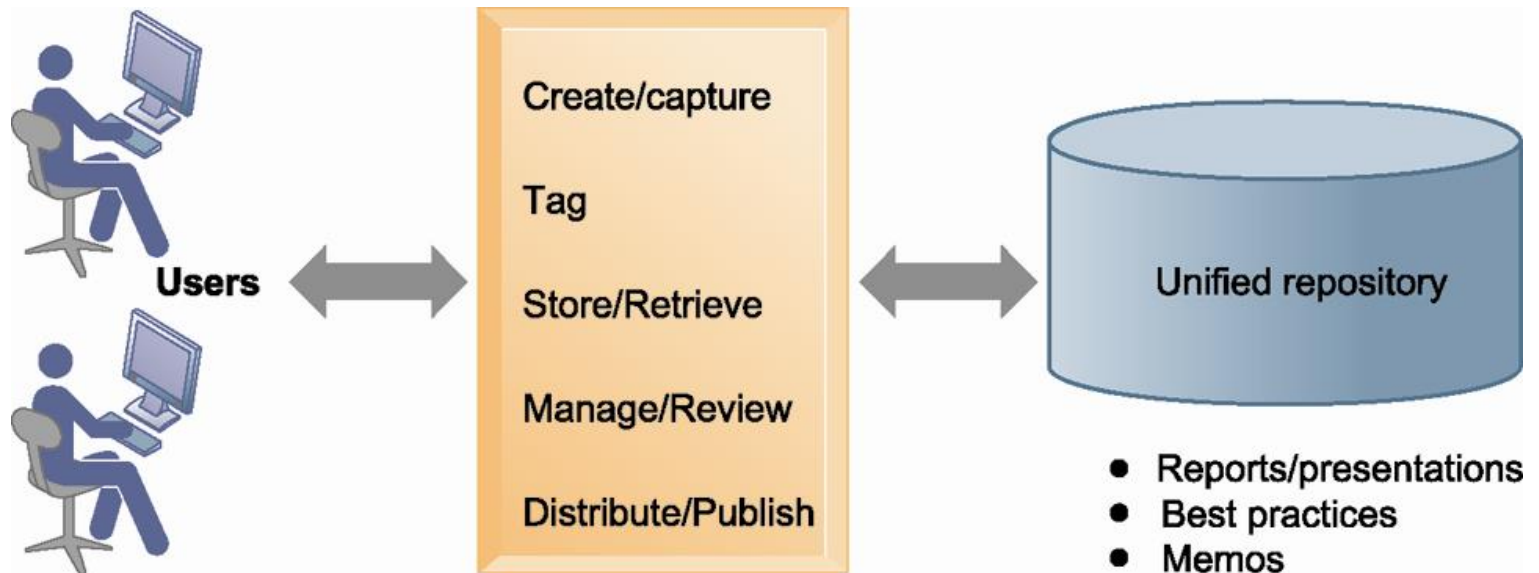 Users
Create/capture
Tag
Store/Retrieve
Manage/Review
Distribute/Publish
Unified repository
● Reports/presentations
● Best practices
● Memos